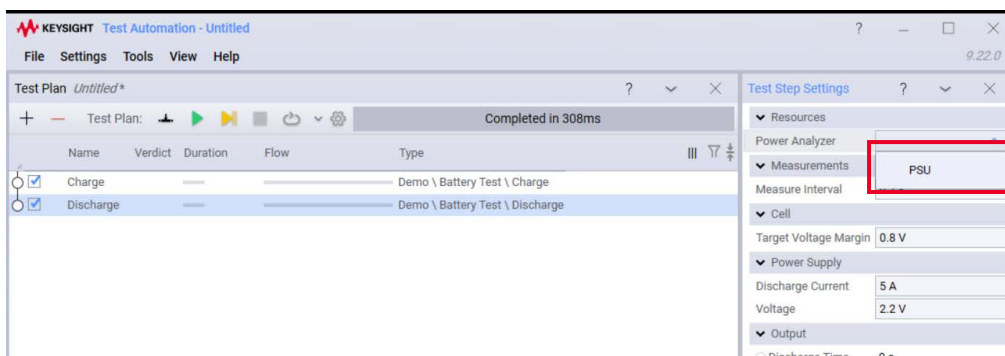 KEYSIGHT Test Automation - Untitled ?
File Settings Tools View Help 9.22.0
Test Plan Untitled* ?
Test Plan: Completed in 308ms
Name Verdict Duration Flow Type
Charge Demo \ Battery Test \ Charge
Discharge Demo \ Battery Test \ Discharge
Test Step Settings ?
Resources
Power Analyzer
PSU
Measurements
Measure Interval
Cell
Target Voltage Margin 0.8 V
Power Supply
Discharge Current 5 A
Voltage 2.2 V
Output
Discharge Time